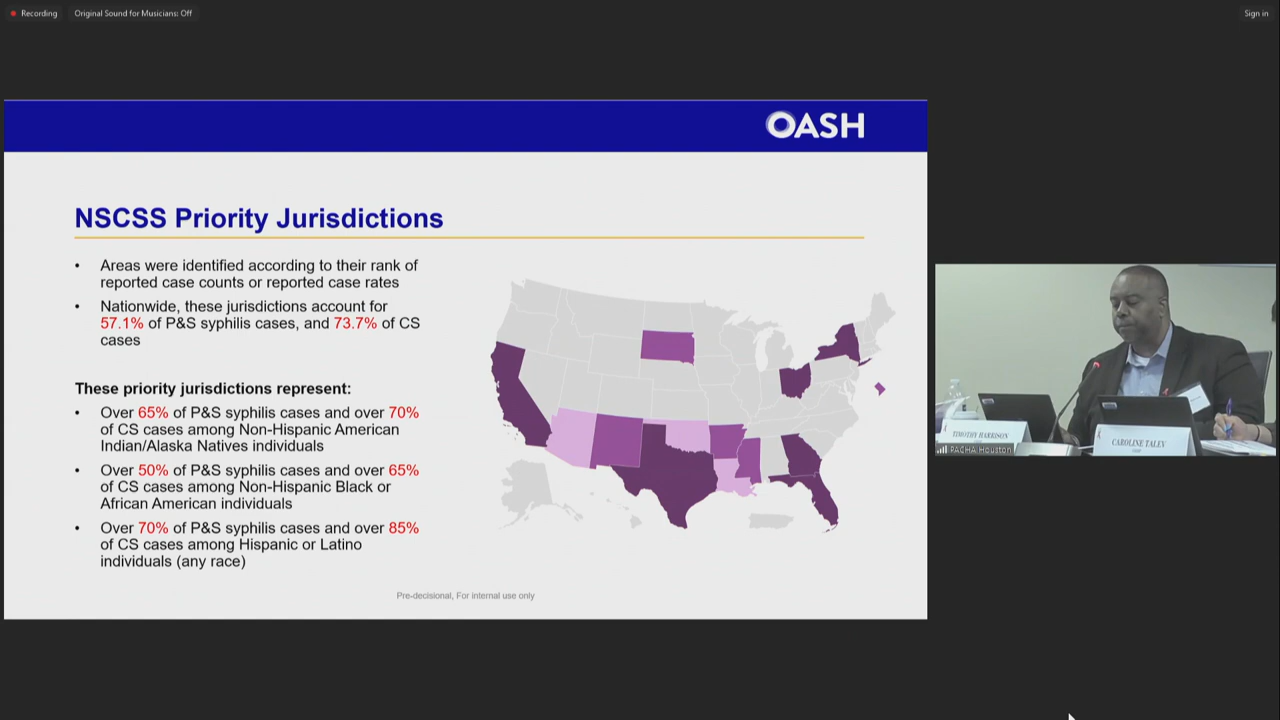 Recording
Original Sound for Musicians: Off
Sign in
OASH
NSCSS Priority Jurisdictions
• Areas were identified according to their rank of
reported case counts or reported case rates
• Nationwide, these jurisdictions account for
57.1% of P&S syphilis cases, and 73.7% of CS
cases
These priority jurisdictions represent:
• Over 65% of P&S syphilis cases and over 70%
of CS cases among Non-Hispanic American
Indian/Alaska Natives individuals
• Over 50% of P&S syphilis cases and over 65%
of CS cases among Non-Hispanic Black or
African American individuals
• Over 70% of P&S syphilis cases and over 85%
of CS cases among Hispanic or Latino
individuals (any race)
Pre-decisional, For internal use only
TIMOTHY HARRISON
CAROLINE TALEV
PACHA Houston